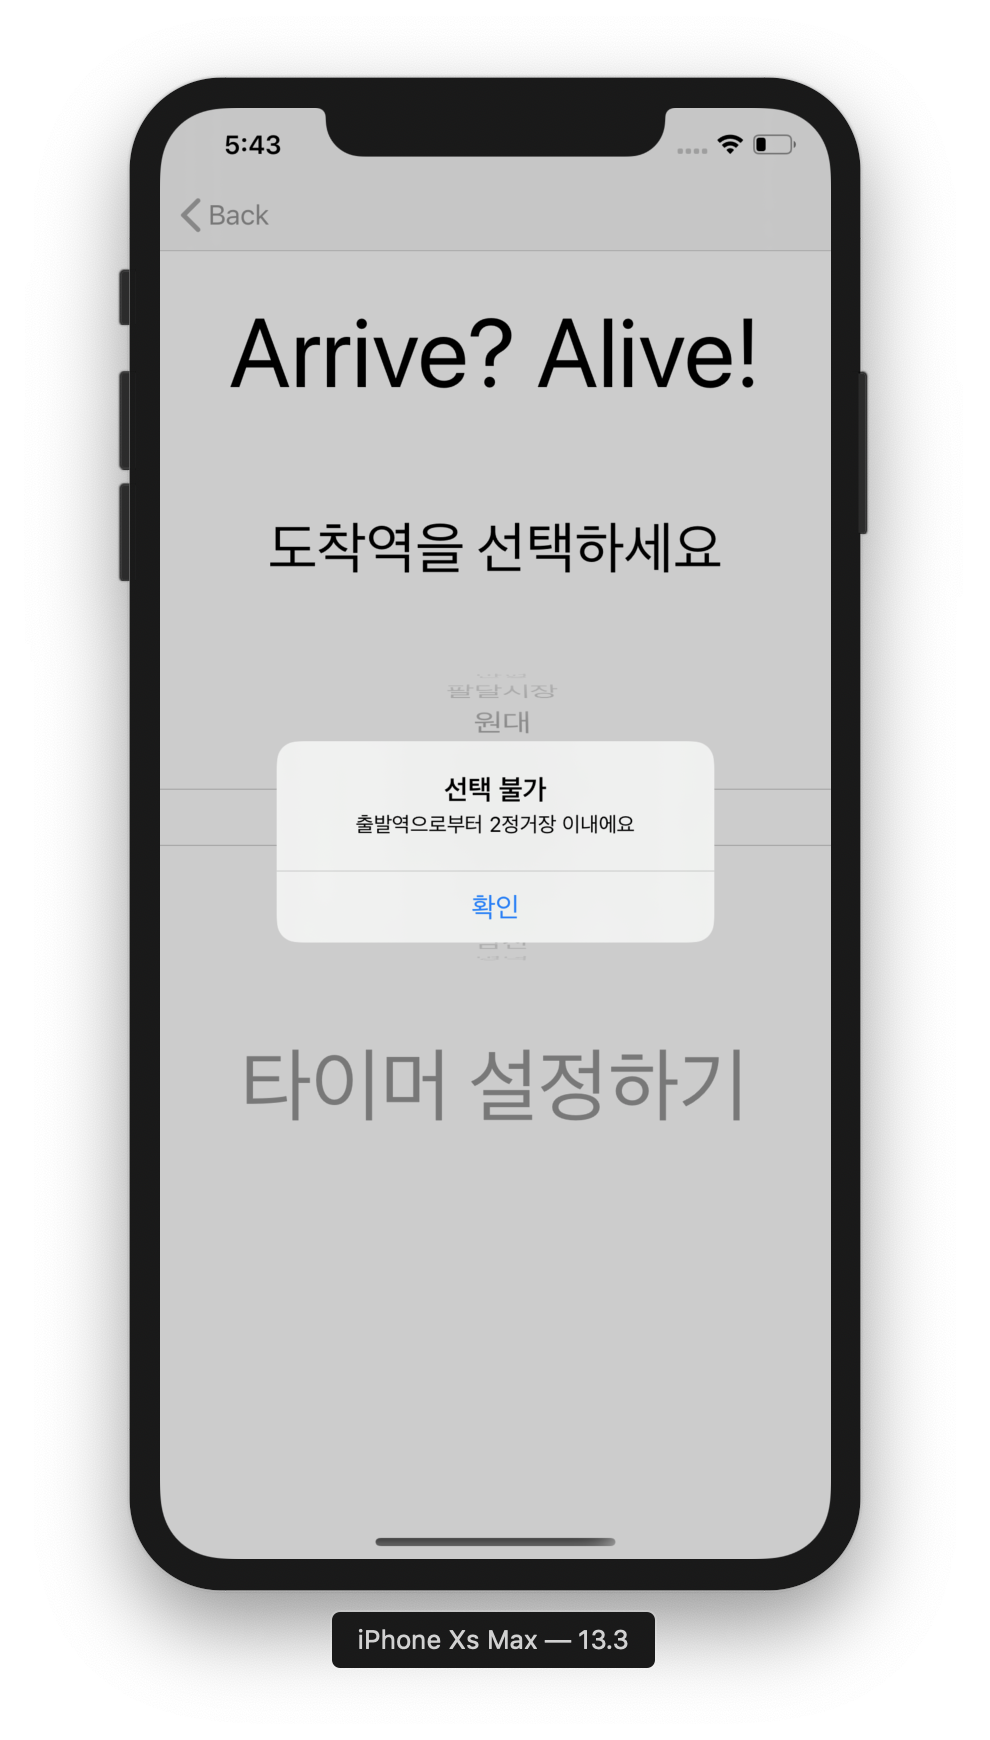 5:43
Back
Arrive? Alive!
도착역을 선택하세요
팔달시장
원대
선택 불가
출발역으로부터 2정거장 이내에요
확인
타이머 설정하기
iPhone Xs Max — 13.3